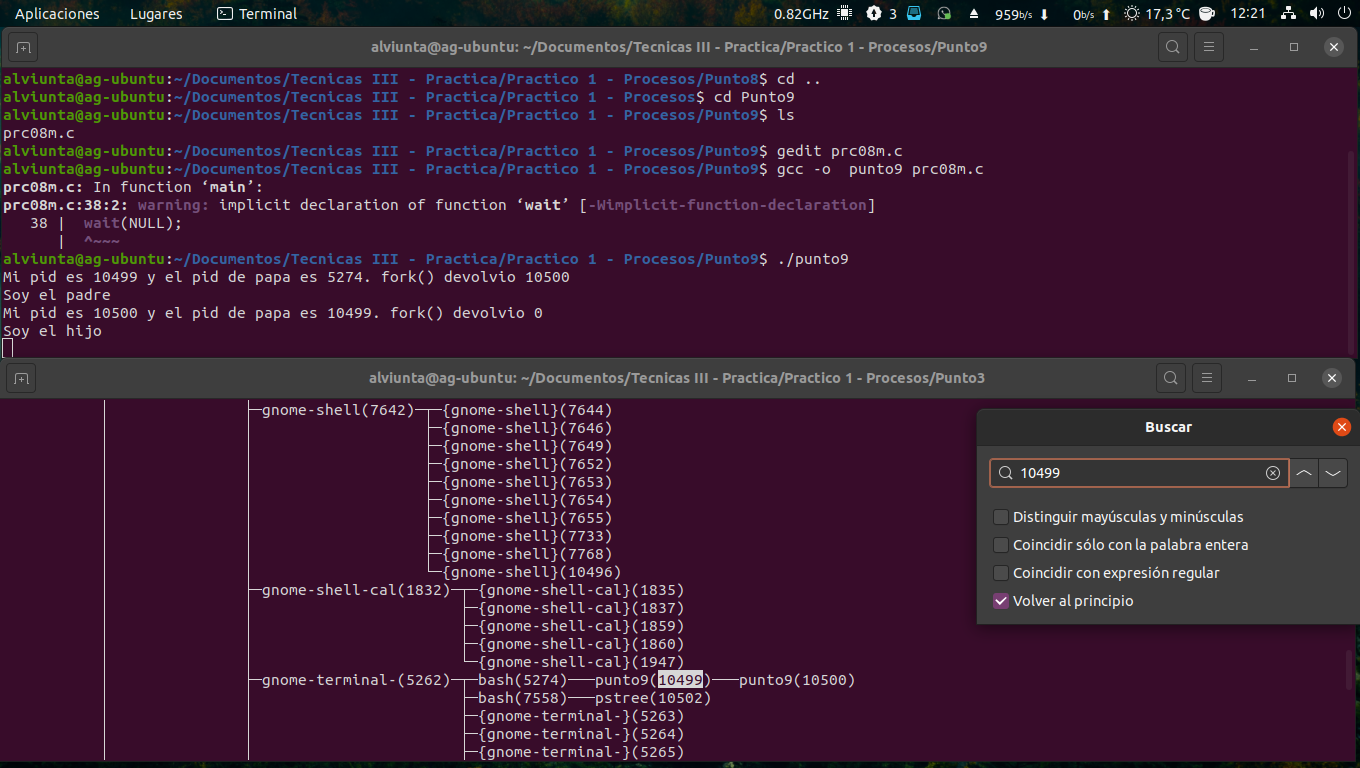 Aplicaciones Lugares Terminal 0.82GHz 3 959b/s 0b/s 17,3 °C 12:21
alviunta@ag-ubuntu: ~/Documentos/Tecnicas III - Practica/Practico 1 - Procesos/Punto9
alviunta@ag-ubuntu:~/Documentos/Tecnicas III - Practica/Practico 1 - Procesos/Punto8$ cd ..
alviunta@ag-ubuntu:~/Documentos/Tecnicas III - Practica/Practico 1 - Procesos$ cd Punto9
alviunta@ag-ubuntu:~/Documentos/Tecnicas III - Practica/Practico 1 - Procesos/Punto9$ ls
prc08m.c
alviunta@ag-ubuntu:~/Documentos/Tecnicas III - Practica/Practico 1 - Procesos/Punto9$ gedit prc08m.c
alviunta@ag-ubuntu:~/Documentos/Tecnicas III - Practica/Practico 1 - Procesos/Punto9$ gcc -o  punto9 prc08m.c
prc08m.c: In function ‘main’:
prc08m.c:38:2: warning: implicit declaration of function ‘wait’ [-Wimplicit-function-declaration]
   38 |  wait(NULL);
      |  ^~~~
alviunta@ag-ubuntu:~/Documentos/Tecnicas III - Practica/Practico 1 - Procesos/Punto9$ ./punto9
Mi pid es 10499 y el pid de papa es 5274. fork() devolvio 10500
Soy el padre
Mi pid es 10500 y el pid de papa es 10499. fork() devolvio 0
Soy el hijo
alviunta@ag-ubuntu: ~/Documentos/Tecnicas III - Practica/Practico 1 - Procesos/Punto3
├─gnome-shell(7642)─┬─{gnome-shell}(7644)
├─{gnome-shell}(7646)
├─{gnome-shell}(7649)
├─{gnome-shell}(7652)
├─{gnome-shell}(7653)
├─{gnome-shell}(7654)
├─{gnome-shell}(7655)
├─{gnome-shell}(7733)
├─{gnome-shell}(7768)
└─{gnome-shell}(10496)
├─gnome-shell-cal(1832)─┬─{gnome-shell-cal}(1835)
├─{gnome-shell-cal}(1837)
├─{gnome-shell-cal}(1859)
├─{gnome-shell-cal}(1860)
└─{gnome-shell-cal}(1947)
├─gnome-terminal-(5262)─┬─bash(5274)───punto9(10499)───punto9(10500)
├─bash(7558)───pstree(10502)
├─{gnome-terminal-}(5263)
├─{gnome-terminal-}(5264)
├─{gnome-terminal-}(5265)
Buscar
10499
Distinguir mayúsculas y minúsculas
Coincidir sólo con la palabra entera
Coincidir con expresión regular
Volver al principio